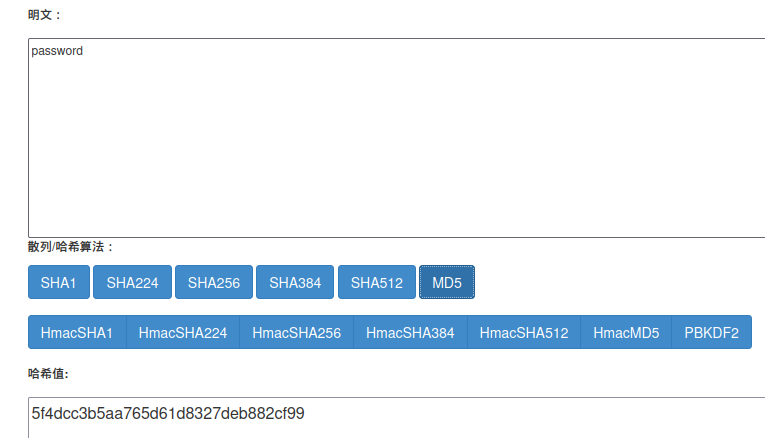 明文：
password
散列/哈希算法：
SHA1 SHA224 SHA256 SHA384 SHA512 MD5
HmacSHA1 HmacSHA224 HmacSHA256 HmacSHA384 HmacSHA512 HmacMD5 PBKDF2
哈希值:
5f4dcc3b5aa765d61d8327deb882cf99